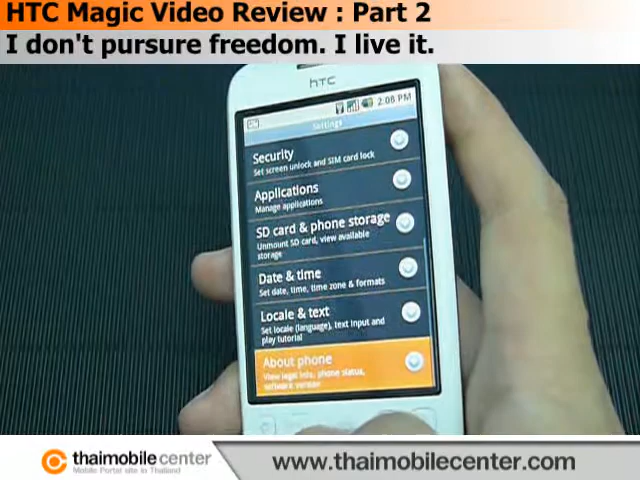 HTC Magic Video Review : Part 2
I don't pursure freedom. I live it.
hTC
2:08 PM
Settings
Security
Set screen unlock and SIM card lock
Applications
Manage applications
SD card & phone storage
Unmount SD card, view available
storage
Date & time
Set date, time, time zone & formats
Locale & text
Set locale (language), text input and
play tutorial
About phone
View legal info, phone status,
software version
thaimobilecenter
Mobile Portal site in Thailand
www.thaimobilecenter.com